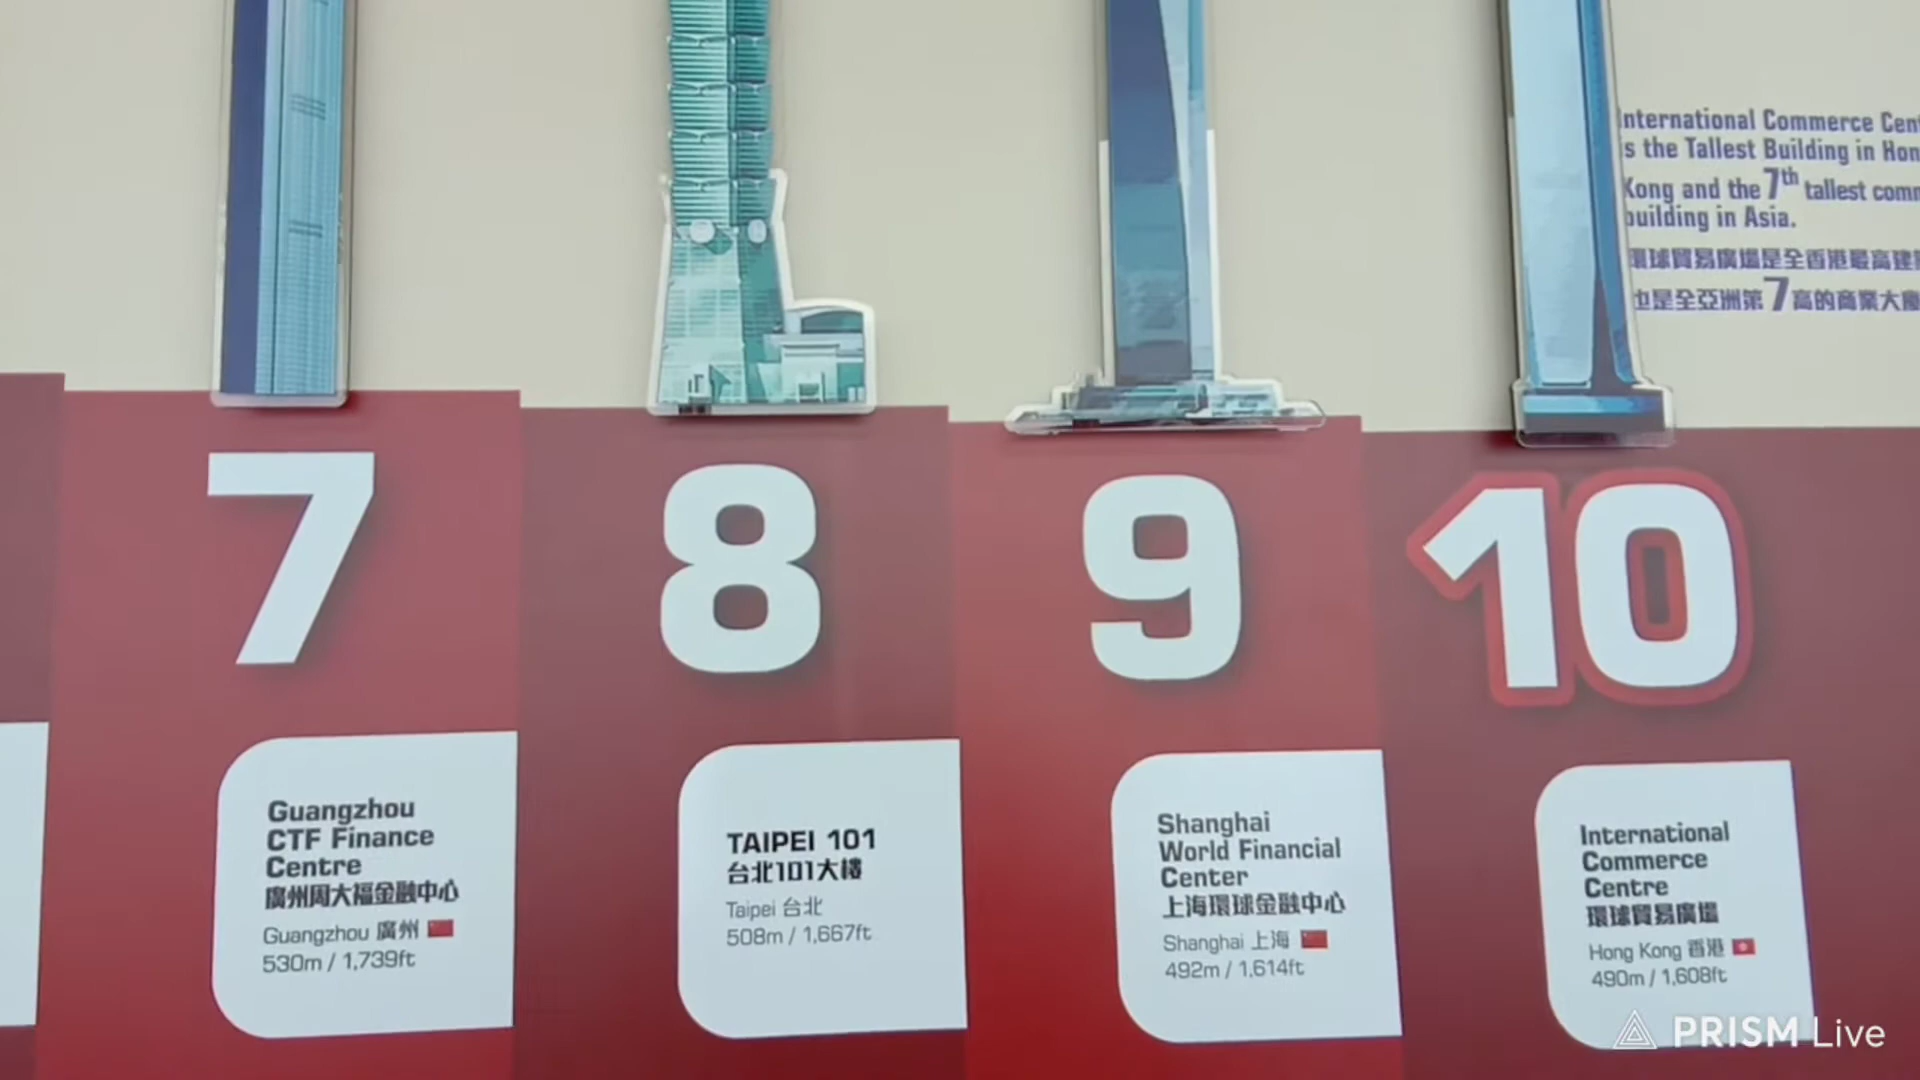 International Commerce
is the Tallest Building in
Kong and the 7th tallest
building in Asia.
環球貿易廣場是全香港最高建
也是全亞洲第7高的商業大廈
7
8
9
10
Guangzhou
CTF Finance
Centre
廣州周大福金融中心
Guangzhou 廣州
530m / 1,739ft
TAIPEI 101
台北101大樓
Taipei 台北
508m / 1,667ft
Shanghai
World Financial
Center
上海環球金融中心
Shanghai 上海
492m / 1,614ft
International
Commerce
Centre
環球貿易廣場
Hong Kong 香港
490m / 1,608ft
PRISM Live